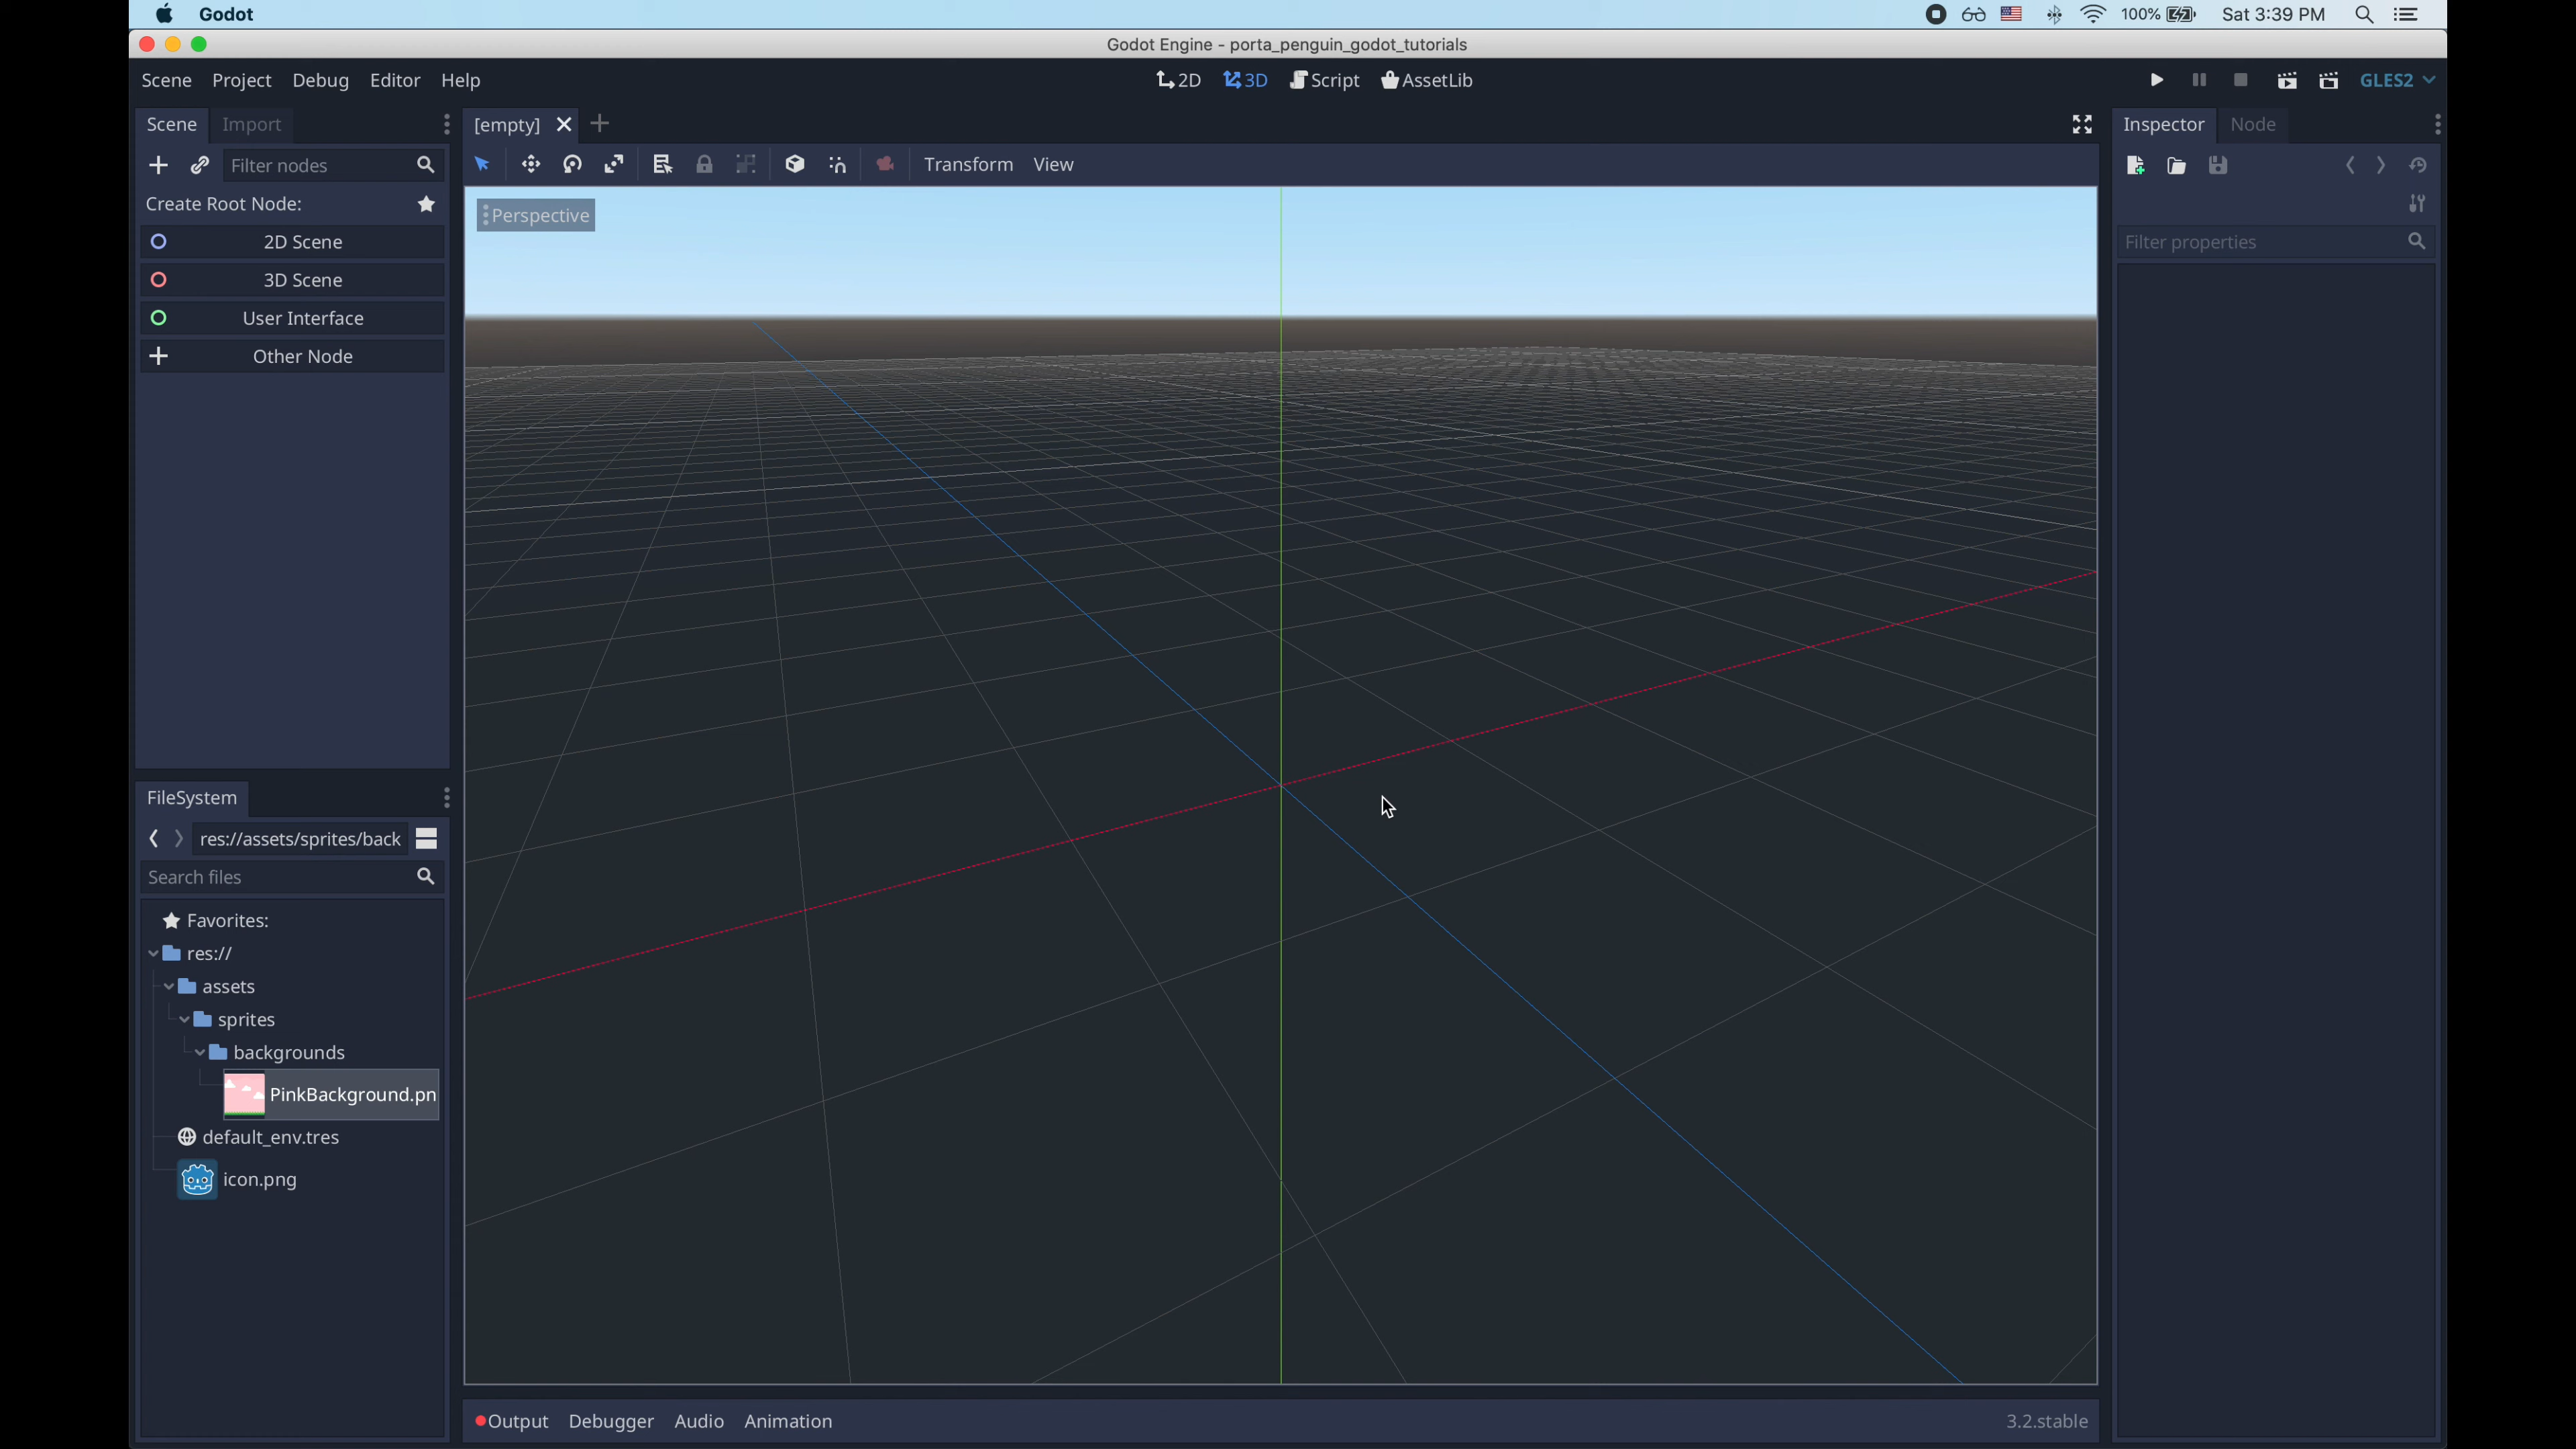 Godot
100%
Sat 3:39 PM
Godot Engine - porta_penguin_godot_tutorials
Scene Project Debug Editor Help
2D 3D Script AssetLib
GLES2
Scene Import
[empty]
Inspector Node
Filter nodes
Transform View
Create Root Node:
Perspective
2D Scene
Filter properties
3D Scene
User Interface
Other Node
FileSystem
res://assets/sprites/back
Search files
Favorites:
res://
assets
sprites
backgrounds
PinkBackground.pn
default_env.tres
icon.png
Output Debugger Audio Animation
3.2.stable